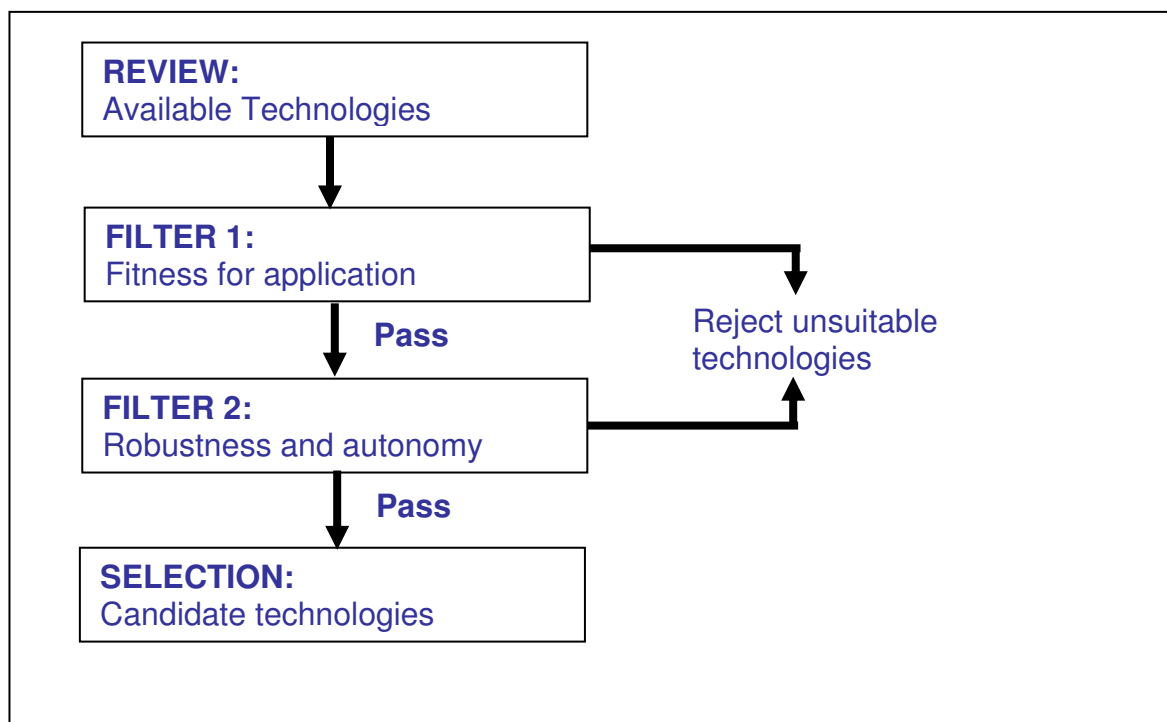 REVIEW:
Available Technologies
FILTER 1:
Fitness for application
Pass
Reject unsuitable
technologies
FILTER 2:
Robustness and autonomy
Pass
SELECTION:
Candidate technologies